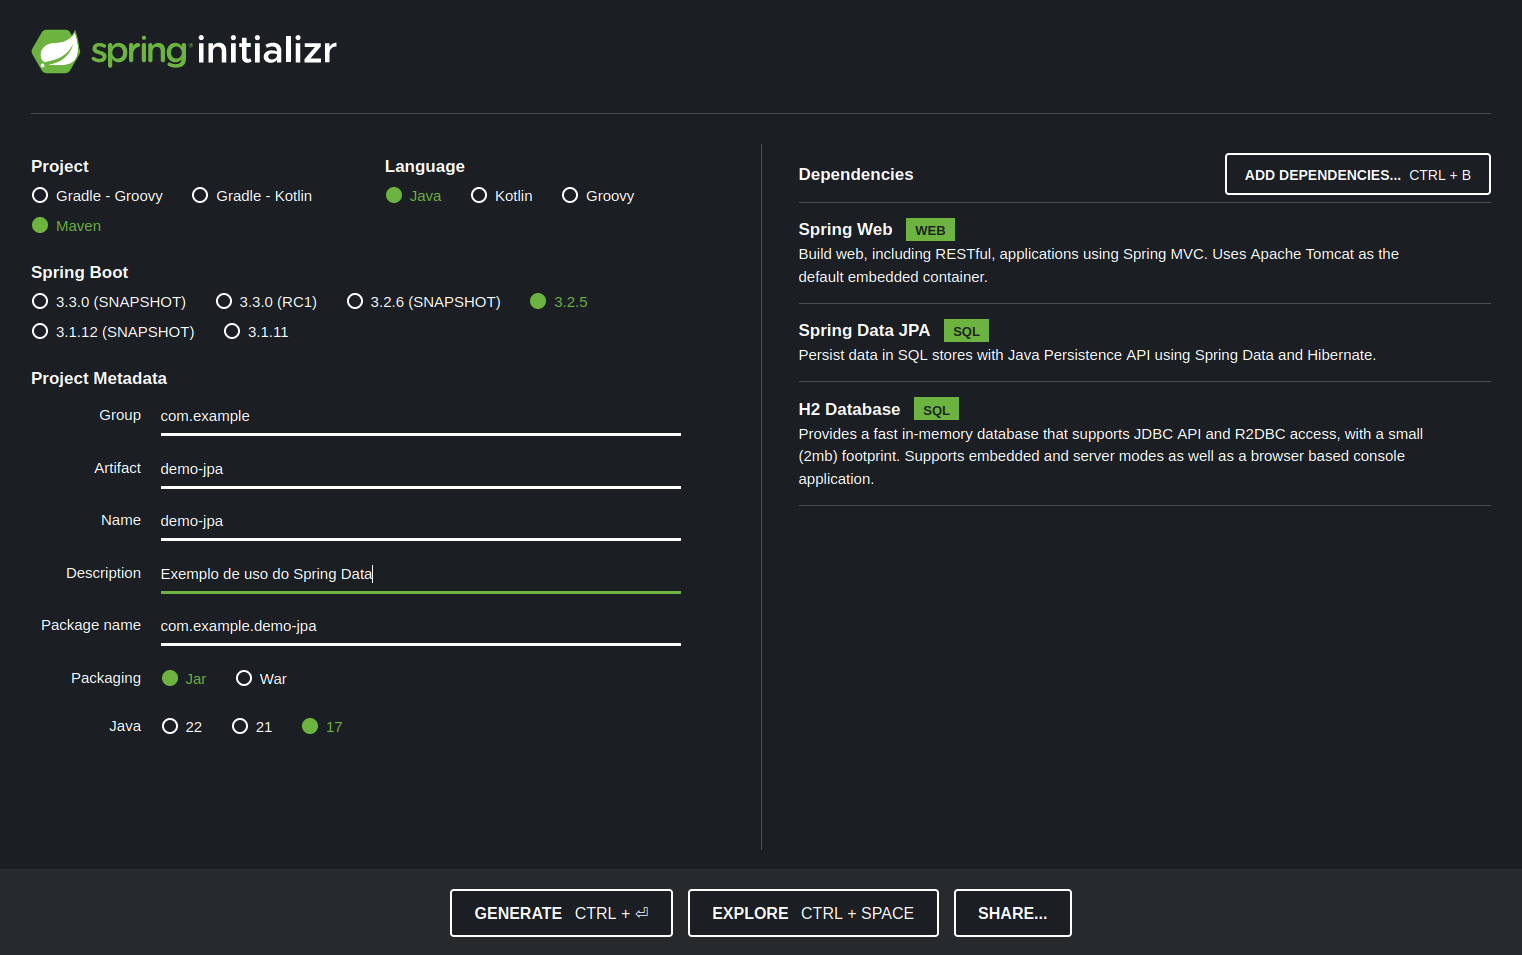 spring initializr
Project
Gradle - Groovy Gradle - Kotlin
Maven
Language
Java Kotlin Groovy
Spring Boot
3.3.0 (SNAPSHOT) 3.3.0 (RC1) 3.2.6 (SNAPSHOT) 3.2.5
3.1.12 (SNAPSHOT) 3.1.11
Project Metadata
Group com.example
Artifact demo-jpa
Name demo-jpa
Description Exemplo de uso do Spring Data
Package name com.example.demo-jpa
Packaging Jar War
Java 22 21 17
Dependencies ADD DEPENDENCIES... CTRL + B
Spring Web WEB
Build web, including RESTful, applications using Spring MVC. Uses Apache Tomcat as the
default embedded container.
Spring Data JPA SQL
Persist data in SQL stores with Java Persistence API using Spring Data and Hibernate.
H2 Database SQL
Provides a fast in-memory database that supports JDBC API and R2DBC access, with a small
(2mb) footprint. Supports embedded and server modes as well as a browser based console
application.
GENERATE CTRL + ⏎ EXPLORE CTRL + SPACE SHARE...